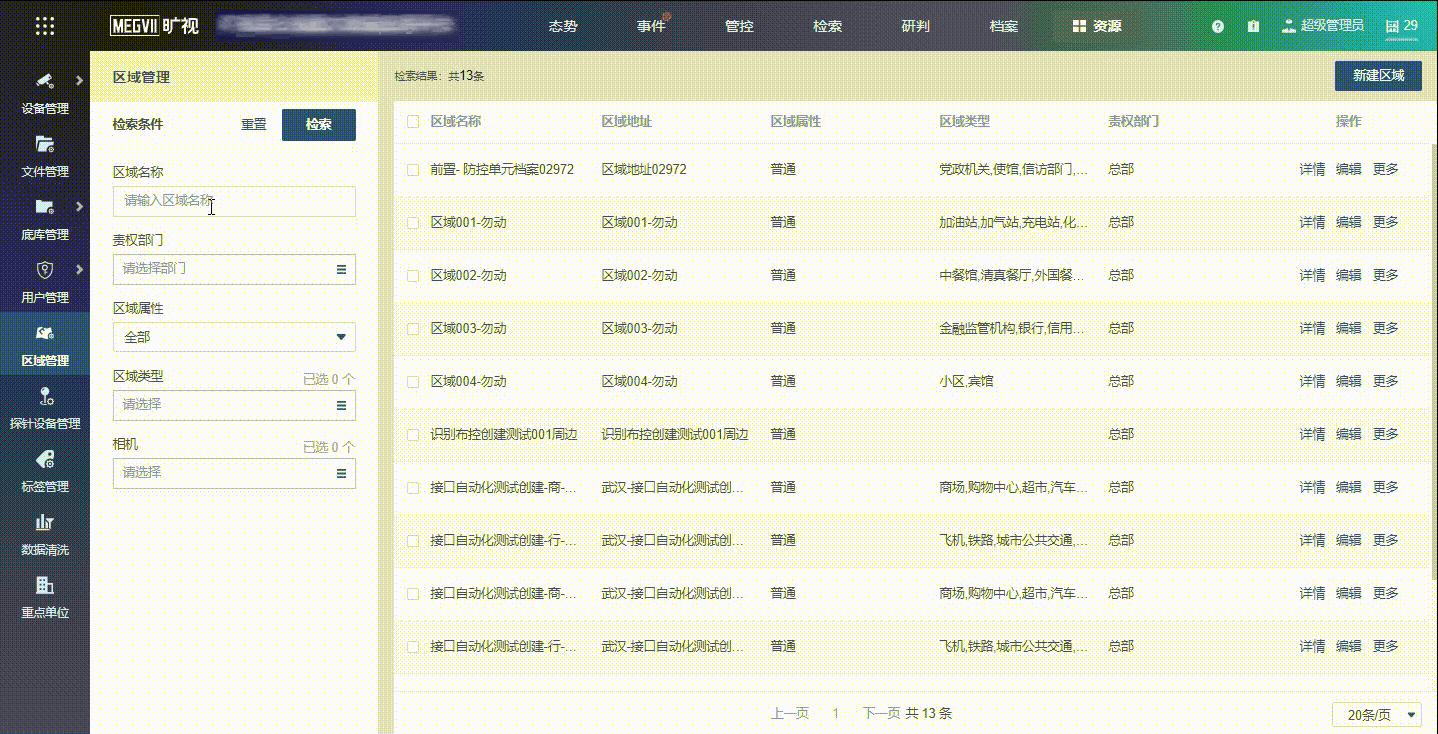 MEGVII 旷视 态势 事件 管控 检索 研判 档案 资源 超级管理员 29
设备管理
文件管理
底库管理
用户管理
区域管理
探针设备管理
标签管理
数据清洗
重点单位
区域管理
检索条件 重置 检索
区域名称
请输入区域名称
责权部门
请选择部门
区域属性
全部
区域类型 已选 0 个
请选择
相机 已选 0 个
请选择
检索结果：共13条 新建区域
区域名称 区域地址 区域属性 区域类型 责权部门 操作
前置- 防控单元档案02972 区域地址02972 普通 党政机关,使馆,信访部门,... 总部 详情 编辑 更多
区域001-勿动 区域001-勿动 普通 加油站,加气站,充电站,化... 总部 详情 编辑 更多
区域002-勿动 区域002-勿动 普通 中餐馆,清真餐厅,外国餐... 总部 详情 编辑 更多
区域003-勿动 区域003-勿动 普通 金融监管机构,银行,信用... 总部 详情 编辑 更多
区域004-勿动 区域004-勿动 普通 小区,宾馆 总部 详情 编辑 更多
识别布控创建测试001周边 识别布控创建测试001周边 普通 总部 详情 编辑 更多
接口自动化测试创建-商-... 武汉-接口自动化测试创... 普通 商场,购物中心,超市,汽车... 总部 详情 编辑 更多
接口自动化测试创建-行-... 武汉-接口自动化测试创... 普通 飞机,铁路,城市公共交通,... 总部 详情 编辑 更多
接口自动化测试创建-商-... 武汉-接口自动化测试创... 普通 商场,购物中心,超市,汽车... 总部 详情 编辑 更多
接口自动化测试创建-行-... 武汉-接口自动化测试创... 普通 飞机,铁路,城市公共交通,... 总部 详情 编辑 更多
上一页 1 下一页 共 13 条 20条/页